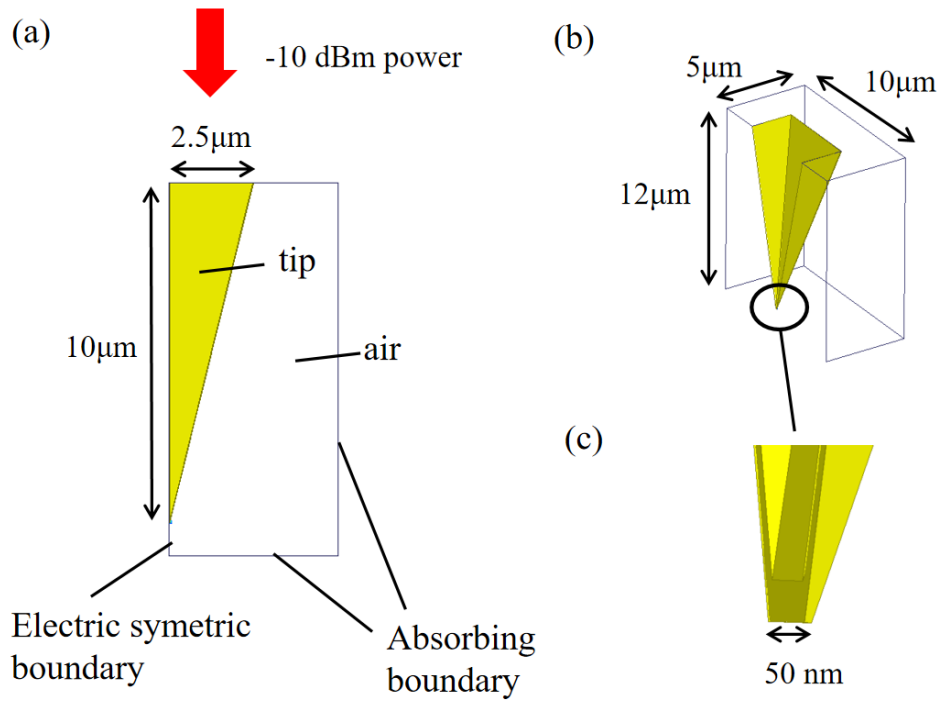 (a)
-10 dBm power
2.5μm
tip
10μm
air
Electric symetric
boundary
Absorbing
boundary
(b)
5μm
10μm
12μm
(c)
50 nm